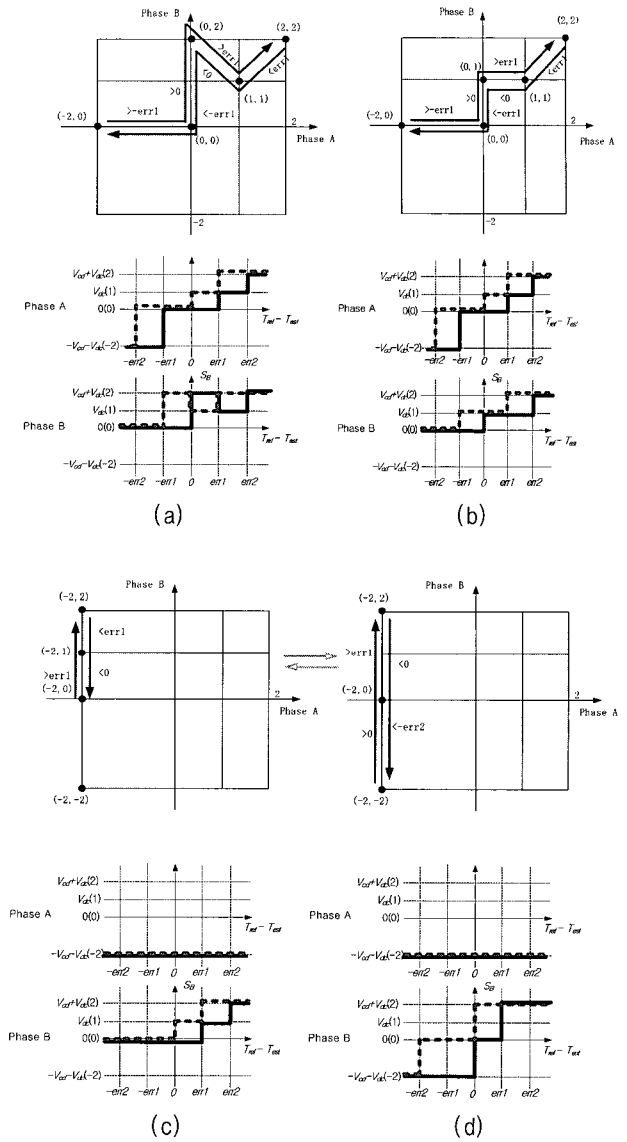 Phase B
(0, 2)
(2, 2)
>err1
<err1
<0
>0
(1, 1)
>-err1
<-err1
(-2, 0)
(0, 0)
2
Phase A
-2
Phase B
(2, 2)
>err1
<err1
(0, 1)
>0
<0
(1, 1)
>-err1
<-err1
(-2, 0)
(0, 0)
2
Phase A
-2
Phase A
Vcd+Vdc(2)
Vdc(1)
0(0)
-Vcd-Vdc(-2)
Tref - Test
-err2 -err1 0 err1 err2
Phase B
SB
Vcd+Vdc(2)
Vdc(1)
0(0)
-Vcd-Vdc(-2)
Tref - Test
-err2 -err1 0 err1 err2
(a)
Phase A
Vcd+Vdc(2)
Vdc(1)
0(0)
-Vcd-Vdc(-2)
Tref - Test
-err2 -err1 0 err1 err2
Phase B
SB
Vcd+Vdc(2)
Vdc(1)
0(0)
-Vcd-Vdc(-2)
Tref - Test
-err2 -err1 0 err1 err2
(b)
Phase B
(-2, 2)
<err1
(-2, 1)
>err1
<0
(-2, 0)
2
Phase A
(-2, -2)
Phase B
(-2, 2)
>err1
<0
(-2, 0)
2
Phase A
>0
<-err2
(-2, -2)
Phase A
Vcd+Vdc(2)
Vdc(1)
0(0)
-Vcd-Vdc(-2)
Tref - Test
-err2 -err1 0 err1 err2
Phase B
SB
Vcd+Vdc(2)
Vdc(1)
0(0)
-Vcd-Vdc(-2)
Tref - Test
-err2 -err1 0 err1 err2
(c)
Phase A
Vcd+Vdc(2)
Vdc(1)
0(0)
-Vcd-Vdc(-2)
Tref - Test
-err2 -err1 0 err1 err2
Phase B
SB
Vcd+Vdc(2)
Vdc(1)
0(0)
-Vcd-Vdc(-2)
Tref - Test
-err2 -err1 0 err1 err2
(d)